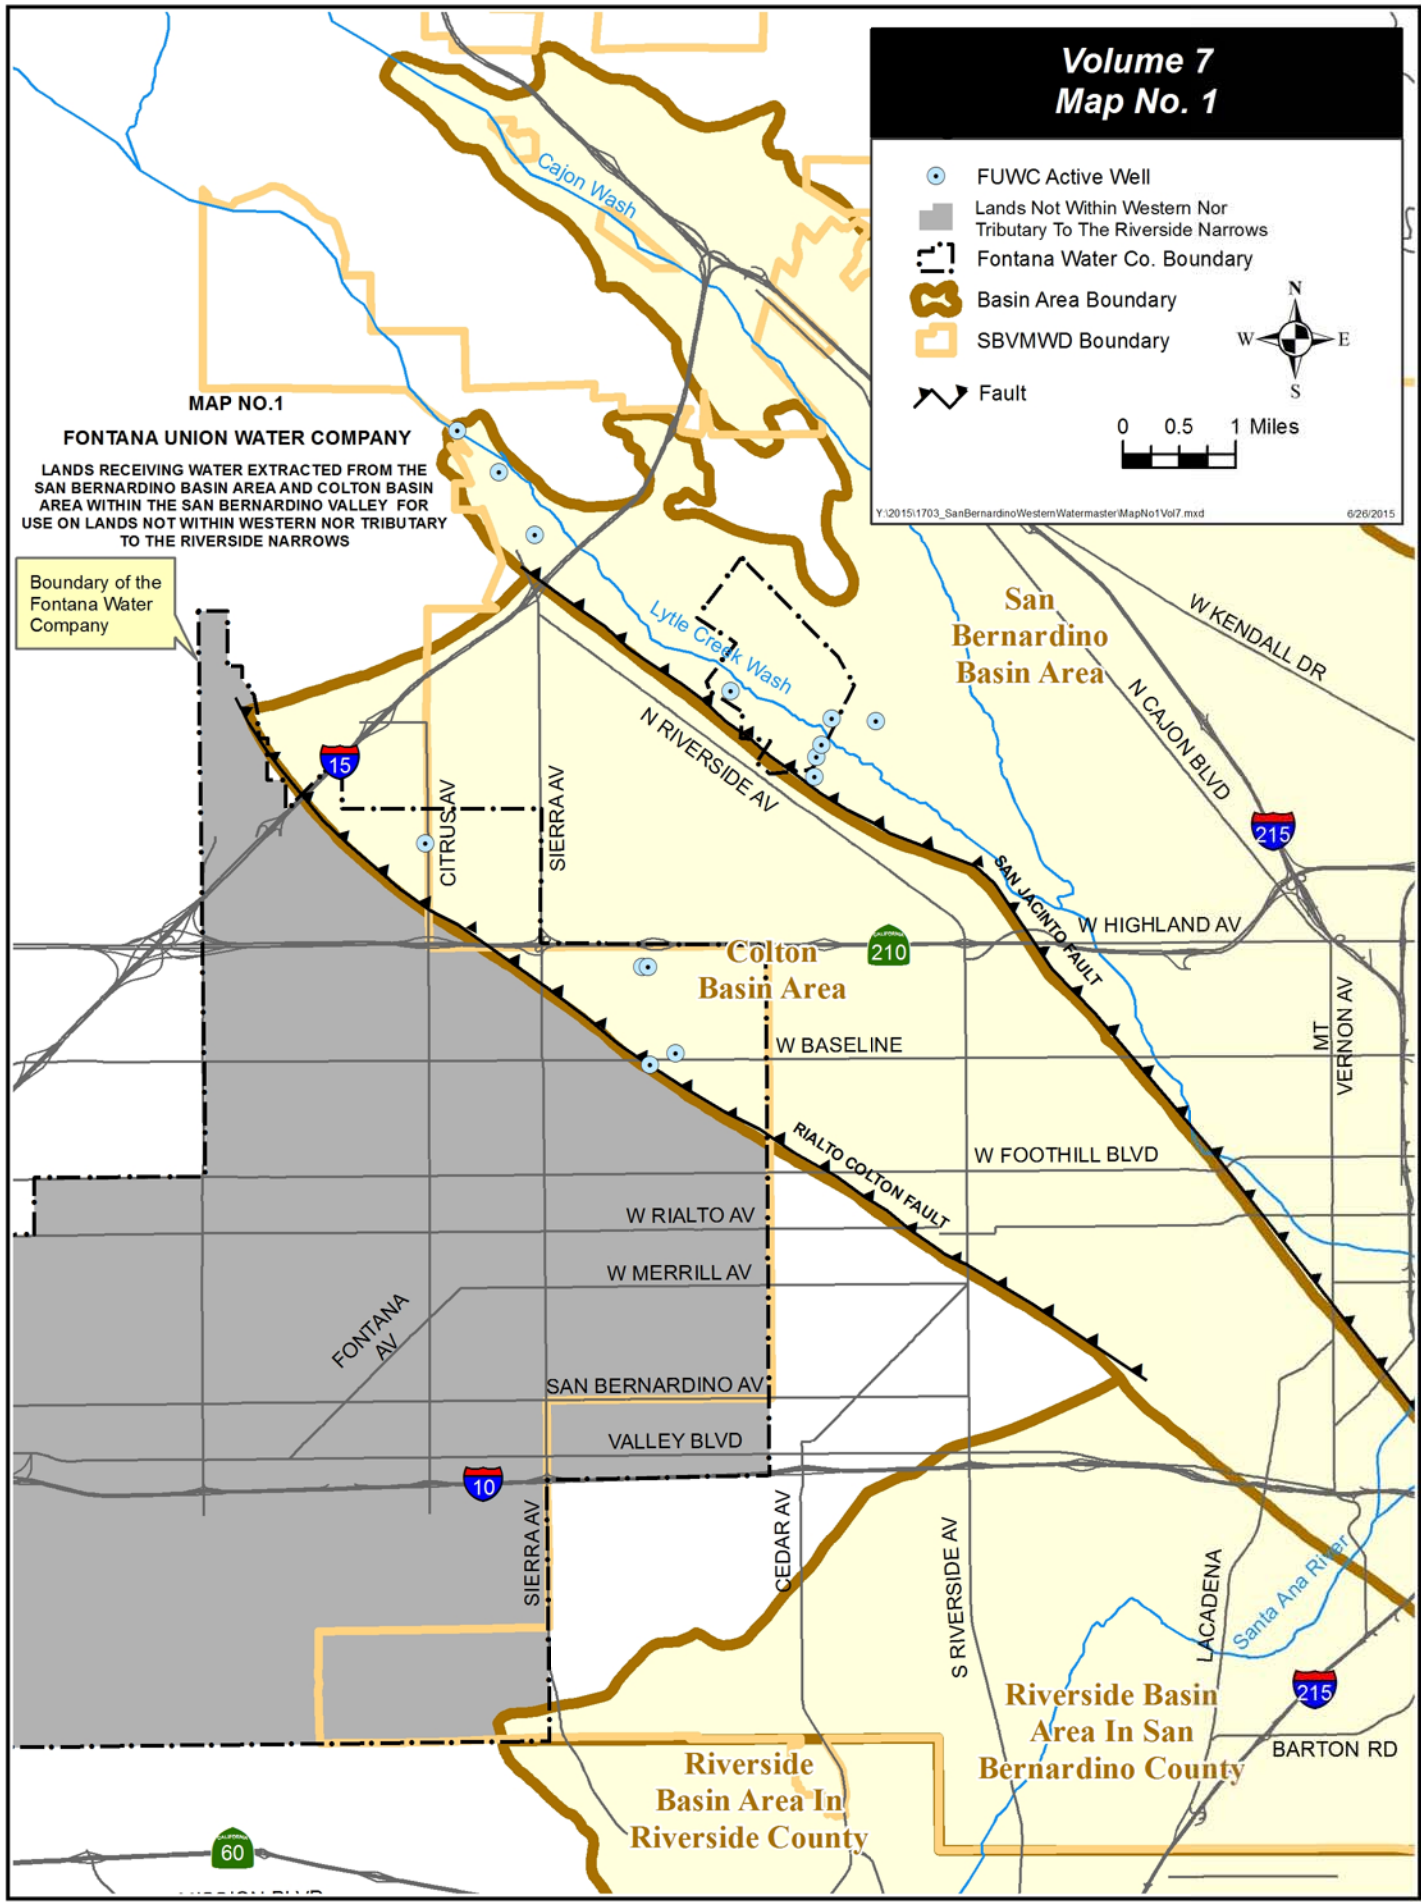 Volume 7
Map No. 1
FUWC Active Well
Lands Not Within Western Nor
Tributary To The Riverside Narrows
Fontana Water Co. Boundary
Basin Area Boundary
SBVMWD Boundary
Fault
N
W
E
S
0 0.5 1 Miles
Y:\2015\1703_SanBernardinoWesternWatermaster\MapNo1Vol7.mxd
6/26/2015
Cajon Wash
MAP NO.1
FONTANA UNION WATER COMPANY
LANDS RECEIVING WATER EXTRACTED FROM THE
SAN BERNARDINO BASIN AREA AND COLTON BASIN
AREA WITHIN THE SAN BERNARDINO VALLEY FOR
USE ON LANDS NOT WITHIN WESTERN NOR TRIBUTARY
TO THE RIVERSIDE NARROWS
Boundary of the
Fontana Water
Company
San
Bernardino
Basin Area
W KENDALL DR
Lytle Creek Wash
N CAJON BLVD
N RIVERSIDE AV
15
CITRUS AV
SIERRA AV
215
SAN JACINTO FAULT
W HIGHLAND AV
CALIFORNIA
210
Colton
Basin Area
MT
VERNON AV
W BASELINE
RIALTO COLTON FAULT
W FOOTHILL BLVD
W RIALTO AV
W MERRILL AV
FONTANA
AV
SAN BERNARDINO AV
VALLEY BLVD
10
SIERRA AV
CEDAR AV
S RIVERSIDE AV
LACADENA
Santa Ana River
215
Riverside Basin
Area In San
Bernardino County
BARTON RD
Riverside
Basin Area In
Riverside County
CALIFORNIA
60
MISSION BLVD